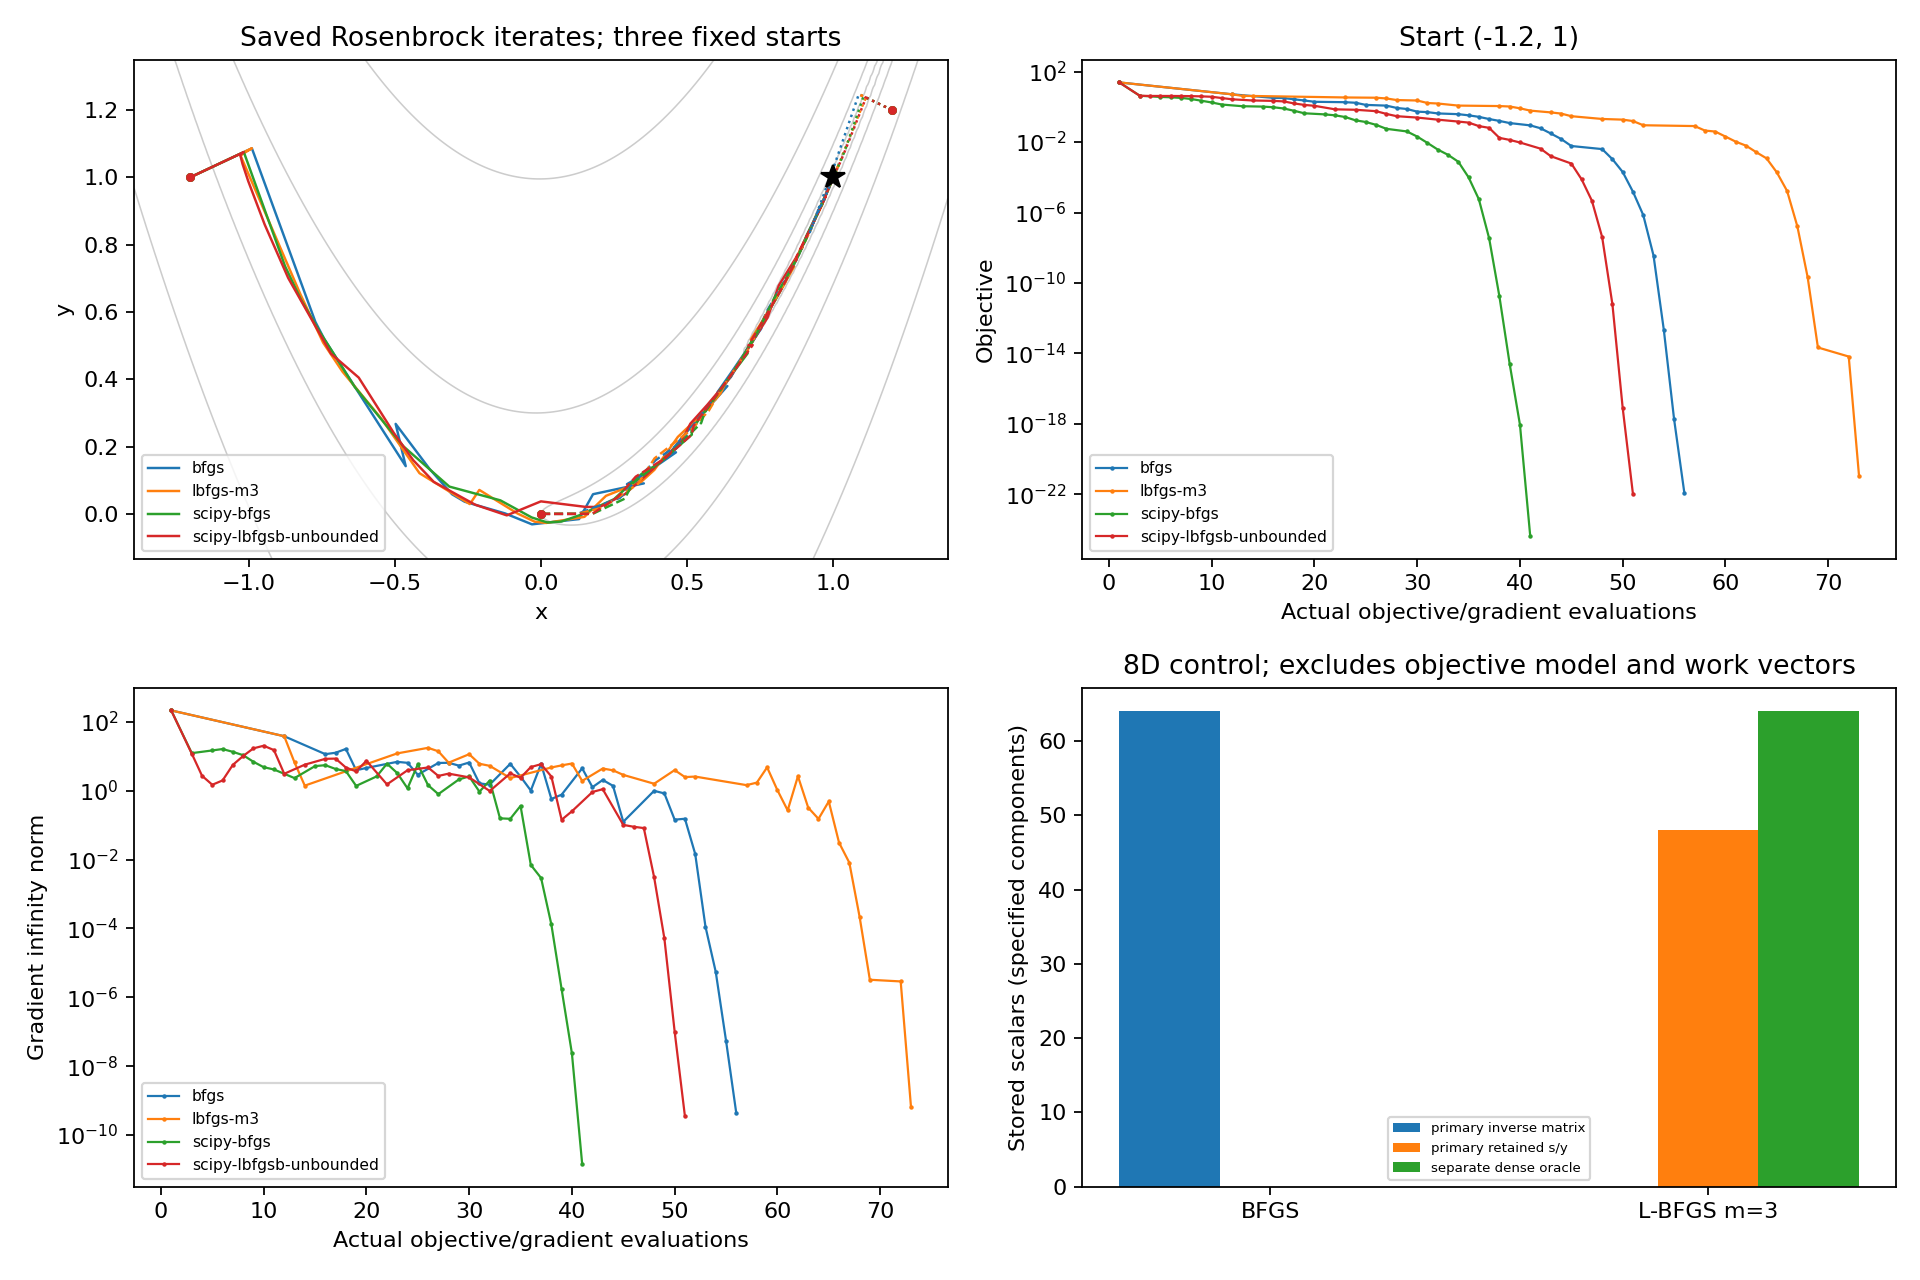 Saved Rosenbrock iterates; three fixed starts
y
1.2
1.0
0.8
0.6
0.4
0.2
0.0
bfgs
lbfgs-m3
scipy-bfgs
scipy-lbfgsb-unbounded
−1.0 −0.5 0.0 0.5 1.0
x
Start (-1.2, 1)
Objective
10^2
10^−2
10^−6
10^−10
10^−14
10^−18
10^−22
bfgs
lbfgs-m3
scipy-bfgs
scipy-lbfgsb-unbounded
0 10 20 30 40 50 60 70
Actual objective/gradient evaluations
Gradient infinity norm
10^2
10^0
10^−2
10^−4
10^−6
10^−8
10^−10
bfgs
lbfgs-m3
scipy-bfgs
scipy-lbfgsb-unbounded
0 10 20 30 40 50 60 70
Actual objective/gradient evaluations
8D control; excludes objective model and work vectors
Stored scalars (specified components)
60
50
40
30
20
10
0
primary inverse matrix
primary retained s/y
separate dense oracle
BFGS L-BFGS m=3